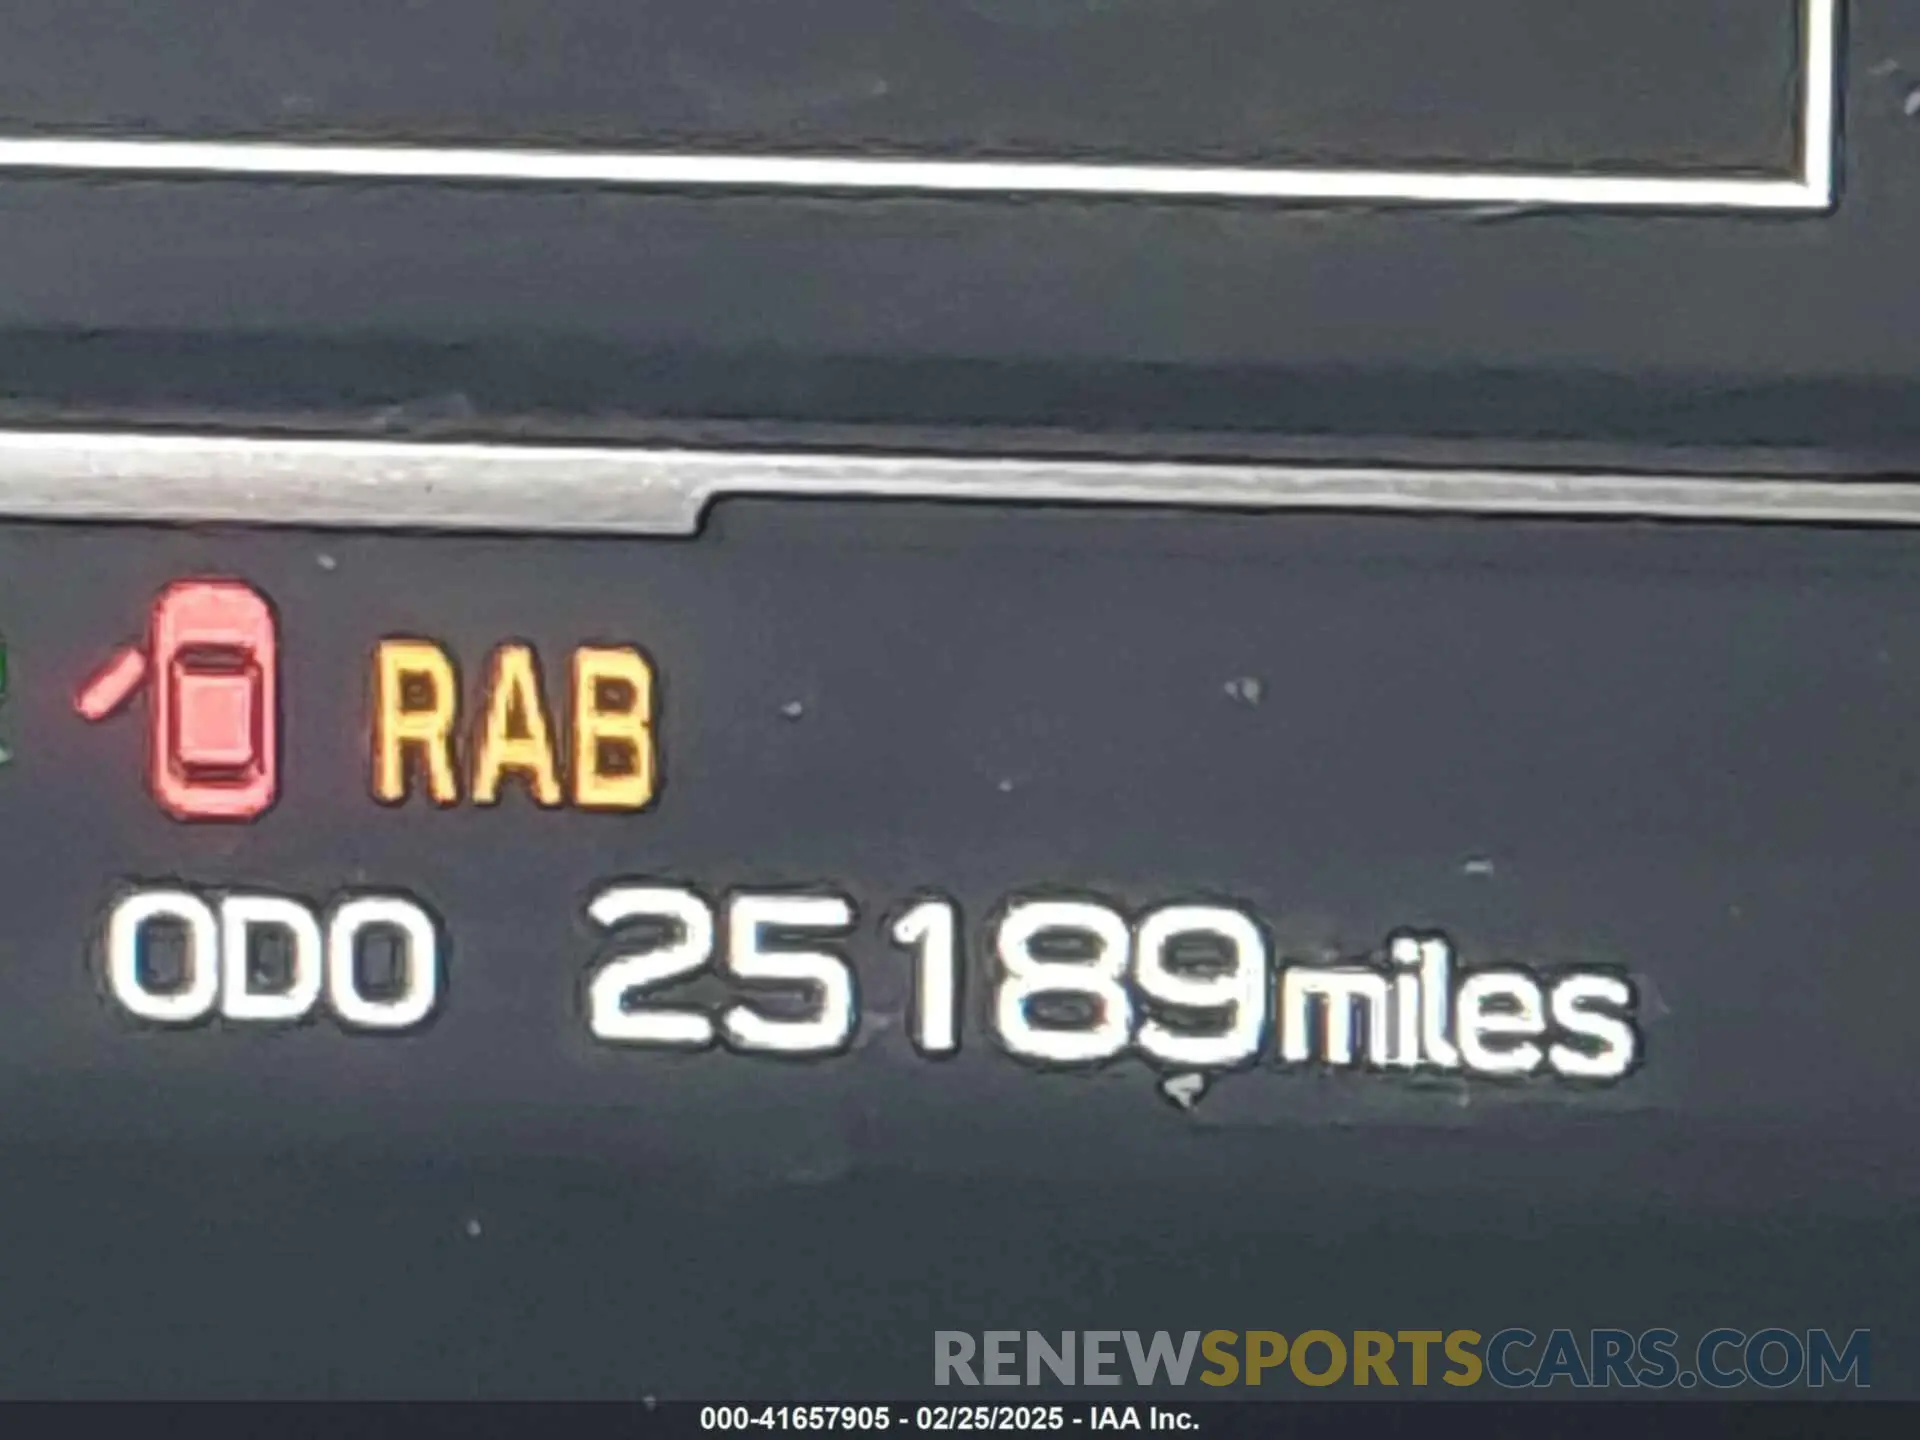 RAB
ODO 25189miles
RENEWSPORTSCARS.COM
000-41657905 - 02/25/2025 - IAA Inc.